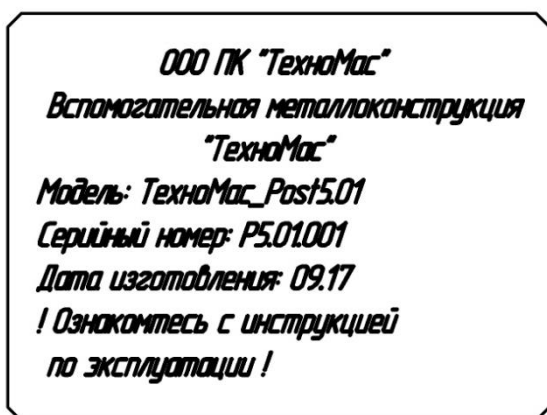 ООО ПК "ТехноМас"
Вспомогательная металлоконструкция
"ТехноМас"
Модель: ТехноМас_Post5.01
Серийный номер: P5.01.001
Дата изготовления: 09.17
! Ознакомтесь с инструкцией
по эксплуатации !